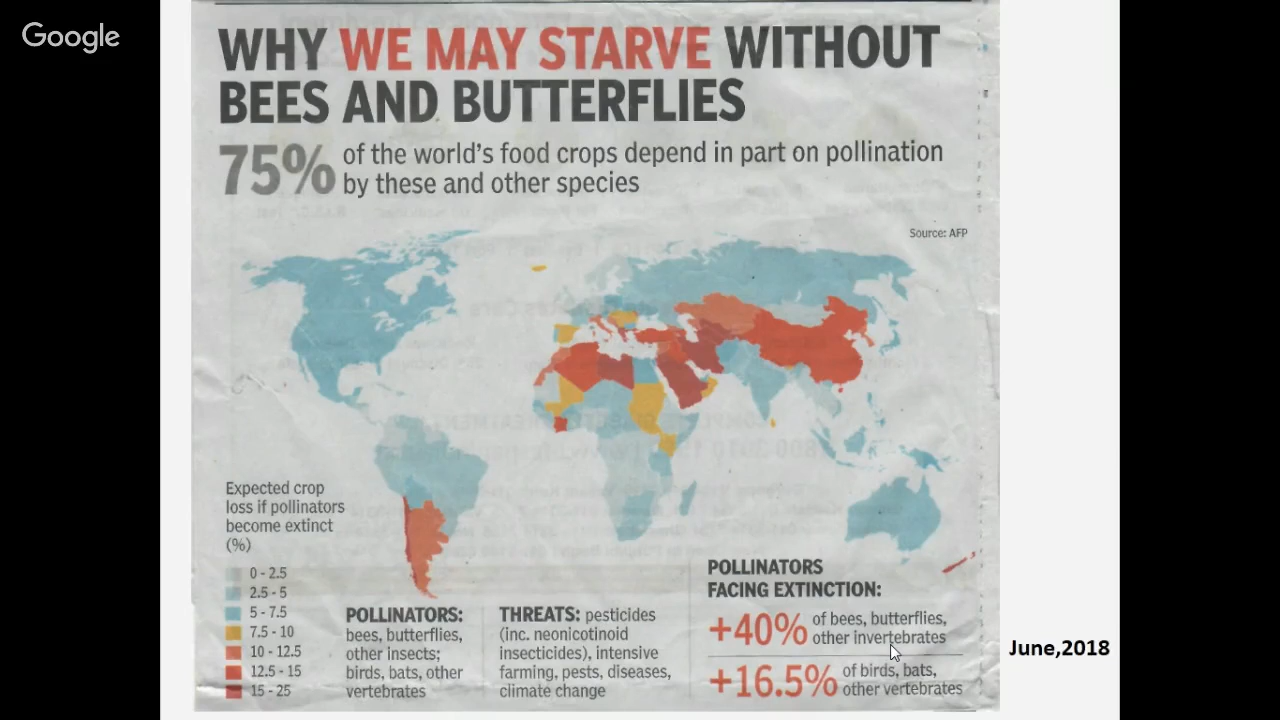 Google
WHY WE MAY STARVE WITHOUT
BEES AND BUTTERFLIES
75% of the world's food crops depend in part on pollination
by these and other species
Source: AFP
Expected crop
loss if pollinators
become extinct
(%)
0 - 2.5
2.5 - 5
5 - 7.5
7.5 - 10
10 - 12.5
12.5 - 15
15 - 25
POLLINATORS:
bees, butterflies,
other insects;
birds, bats, other
vertebrates
THREATS: pesticides
(inc. neonicotinoid
insecticides), intensive
farming, pests, diseases,
climate change
POLLINATORS
FACING EXTINCTION:
+40% of bees, butterflies,
other invertebrates
+16.5% of birds, bats,
other vertebrates
June,2018